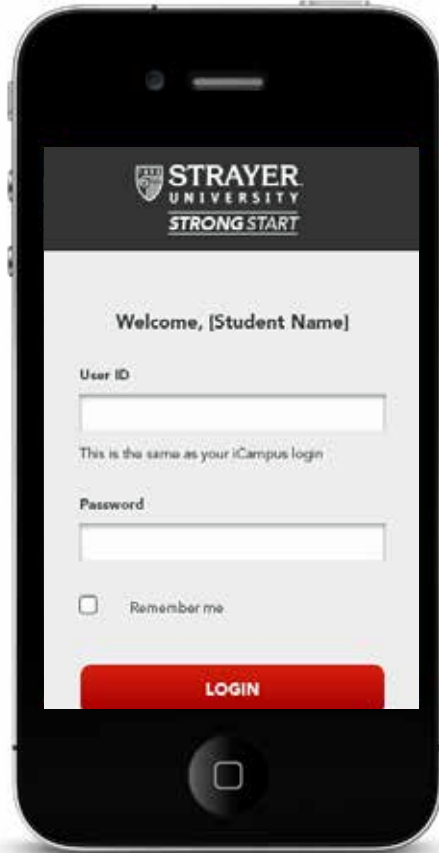 STRAYER
UNIVERSITY
STRONG START
Welcome, [Student Name]
User ID
This is the same as your iCampus login
Password
Remember me
LOGIN